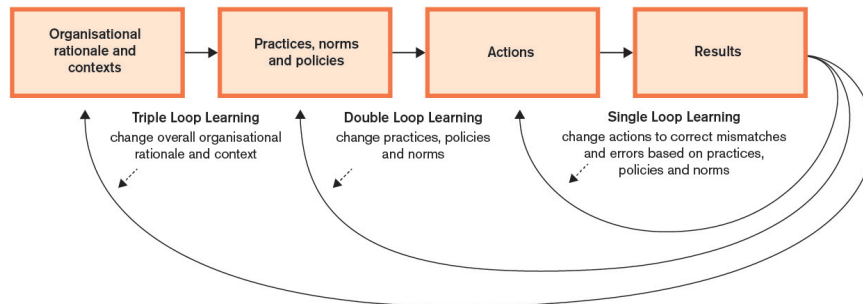 Organisational
rationale and
contexts
Practices, norms
and policies
Actions
Results
Triple Loop Learning
change overall organisational
rationale and context
Double Loop Learning
change practices, policies
and norms
Single Loop Learning
change actions to correct mismatches
and errors based on practices,
policies and norms